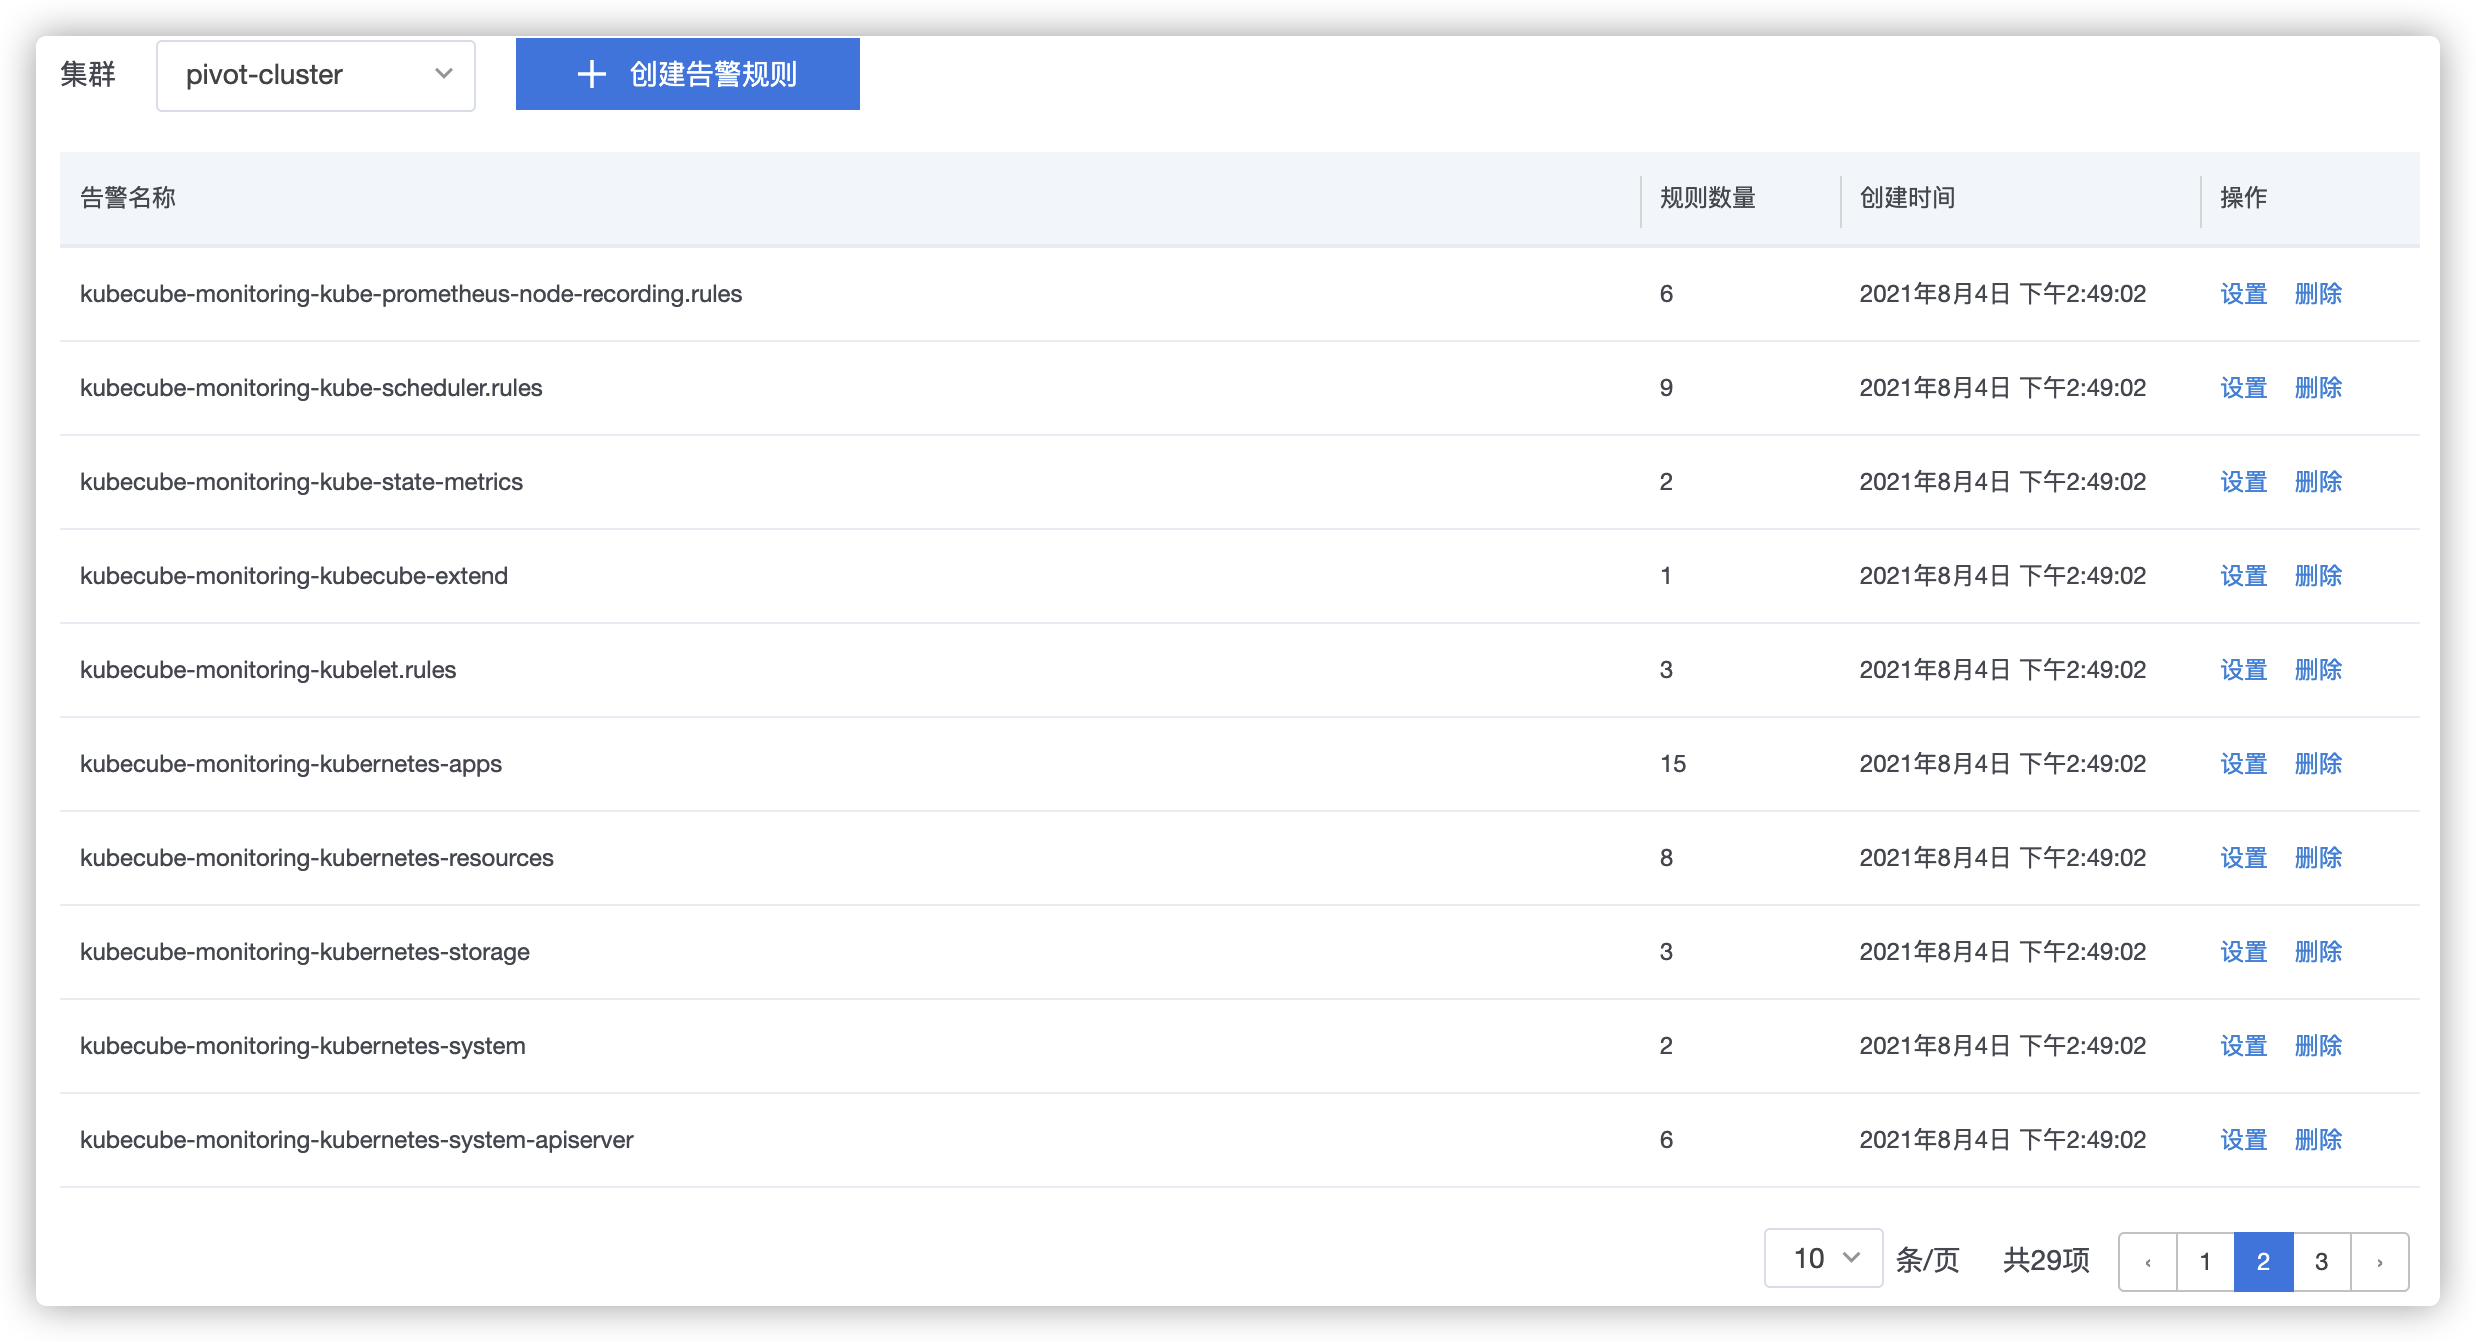 集群 pivot-cluster + 创建告警规则
告警名称 规则数量 创建时间 操作
kubecube-monitoring-kube-prometheus-node-recording.rules 6 2021年8月4日 下午2:49:02 设置 删除
kubecube-monitoring-kube-scheduler.rules 9 2021年8月4日 下午2:49:02 设置 删除
kubecube-monitoring-kube-state-metrics 2 2021年8月4日 下午2:49:02 设置 删除
kubecube-monitoring-kubecube-extend 1 2021年8月4日 下午2:49:02 设置 删除
kubecube-monitoring-kubelet.rules 3 2021年8月4日 下午2:49:02 设置 删除
kubecube-monitoring-kubernetes-apps 15 2021年8月4日 下午2:49:02 设置 删除
kubecube-monitoring-kubernetes-resources 8 2021年8月4日 下午2:49:02 设置 删除
kubecube-monitoring-kubernetes-storage 3 2021年8月4日 下午2:49:02 设置 删除
kubecube-monitoring-kubernetes-system 2 2021年8月4日 下午2:49:02 设置 删除
kubecube-monitoring-kubernetes-system-apiserver 6 2021年8月4日 下午2:49:02 设置 删除
10 条/页 共29项 ‹ 1 2 3 ›